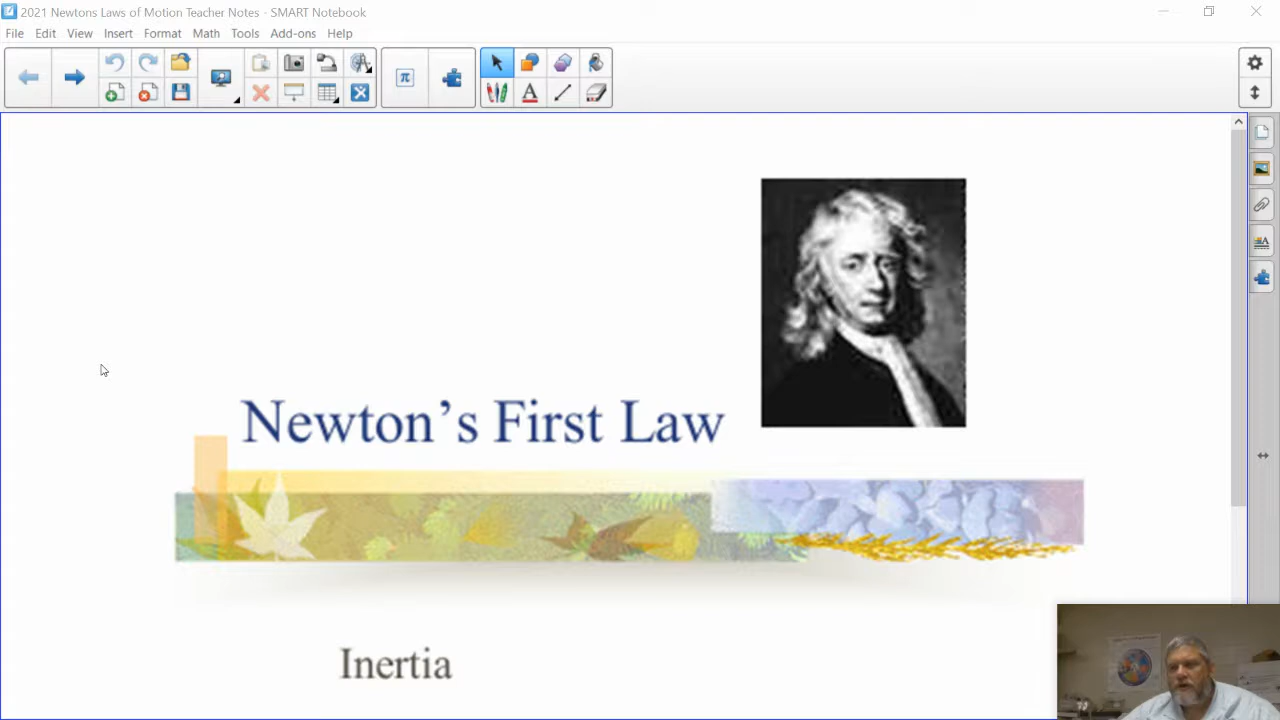 2021 Newtons Laws of Motion Teacher Notes - SMART Notebook
File Edit View Insert Format Math Tools Add-ons Help
Newton's First Law
Inertia